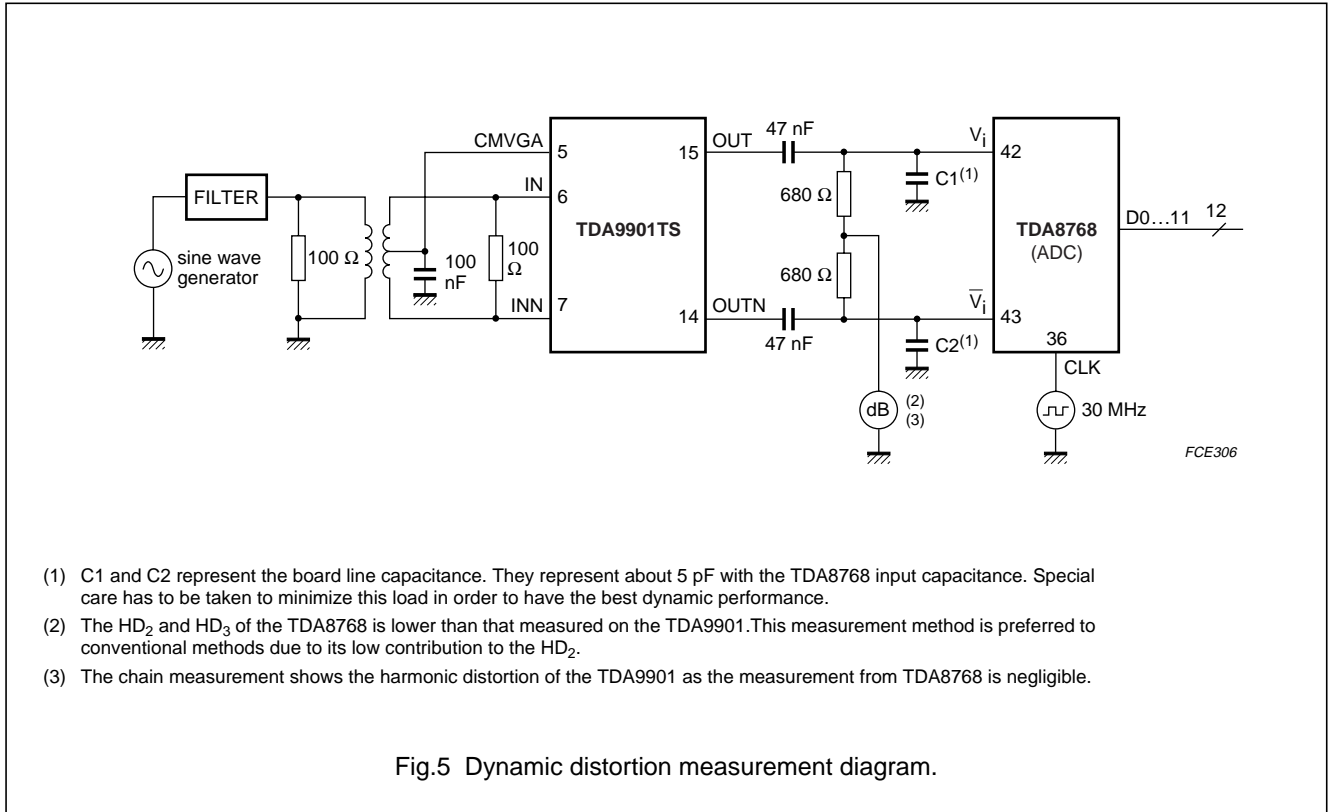 CMVGA
5
IN
6
INN
7
FILTER
sine wave
generator
100 Ω
100
nF
100
Ω
TDA9901TS
15
OUT
14
OUTN
47 nF
47 nF
680 Ω
680 Ω
C1(1)
C2(1)
Vi
42
V̅i
43
TDA8768
(ADC)
36
CLK
D0...11
12
dB
(2)
(3)
30 MHz
FCE306
(1) C1 and C2 represent the board line capacitance. They represent about 5 pF with the TDA8768 input capacitance. Special
care has to be taken to minimize this load in order to have the best dynamic performance.
(2) The HD2 and HD3 of the TDA8768 is lower than that measured on the TDA9901.This measurement method is preferred to
conventional methods due to its low contribution to the HD2.
(3) The chain measurement shows the harmonic distortion of the TDA9901 as the measurement from TDA8768 is negligible.
Fig.5 Dynamic distortion measurement diagram.